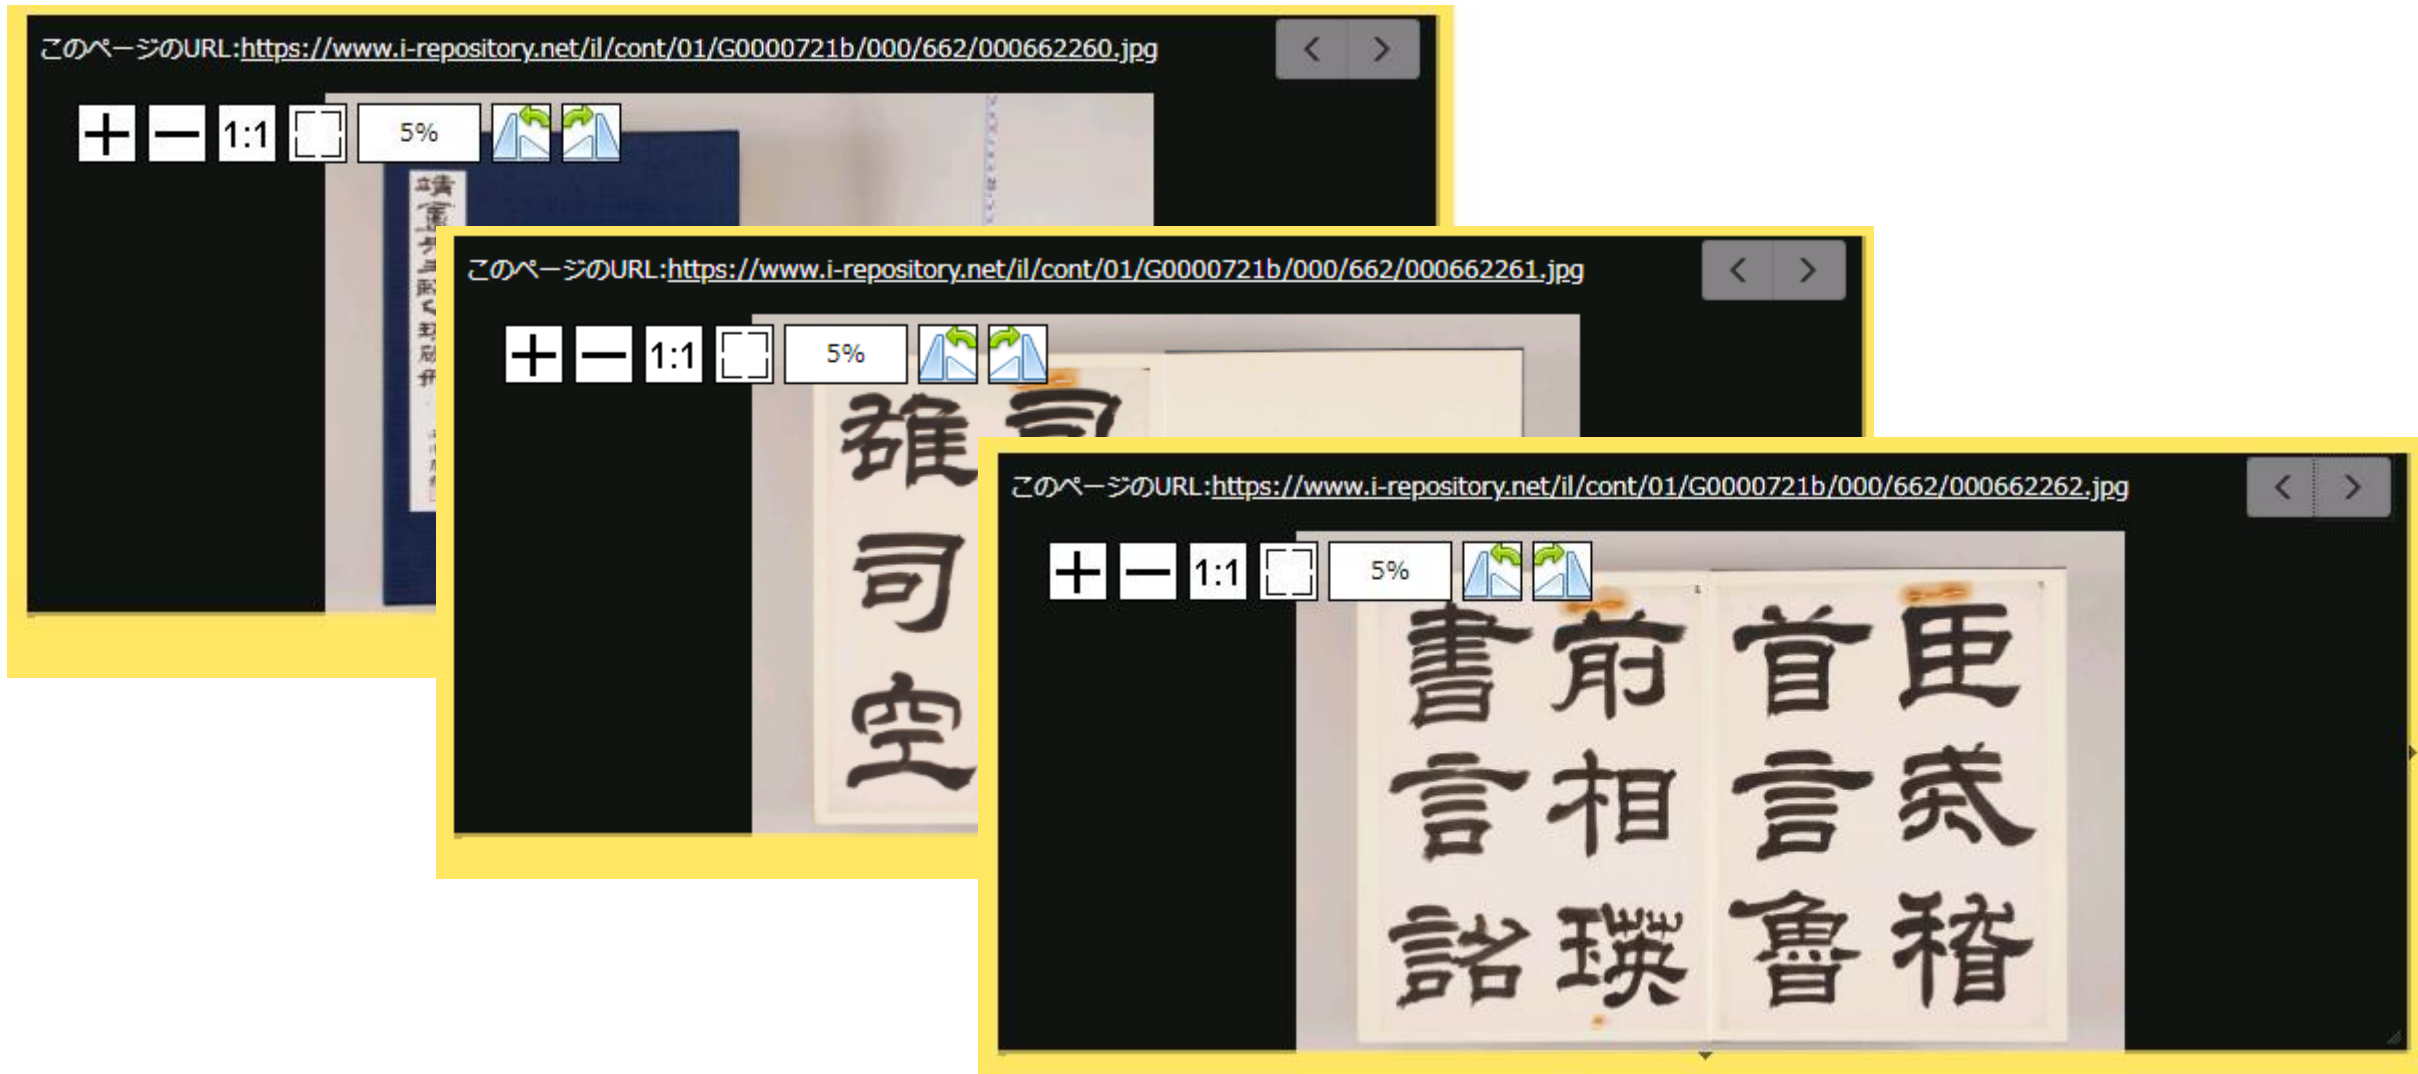 このページのURL:https://www.i-repository.net/il/cont/01/G0000721b/000/662/000662260.jpg
< >
1:1
5%
このページのURL:https://www.i-repository.net/il/cont/01/G0000721b/000/662/000662261.jpg
< >
1:1
5%
司
雄司空
このページのURL:https://www.i-repository.net/il/cont/01/G0000721b/000/662/000662262.jpg
< >
1:1
5%
臣戒稽
首言魯
前相瑛
書言詔